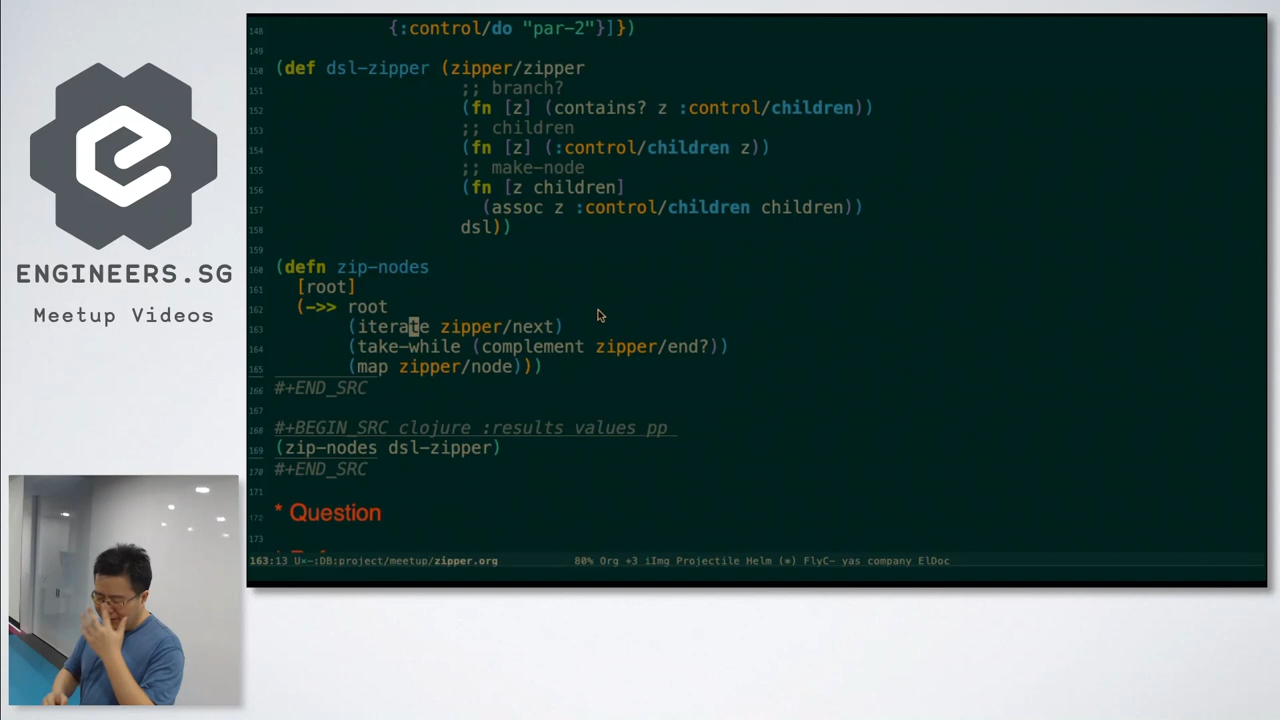 ENGINEERS.SG
Meetup Videos
148 {:control/do "par-2"}]})
149
150 (def dsl-zipper (zipper/zipper
151 ;; branch?
152 (fn [z] (contains? z :control/children))
153 ;; children
154 (fn [z] (:control/children z))
155 ;; make-node
156 (fn [z children]
157 (assoc z :control/children children))
158 dsl))
159
160 (defn zip-nodes
161 [root]
162 (->> root
163 (iterate zipper/next)
164 (take-while (complement zipper/end?))
165 (map zipper/node)))
166 #+END_SRC
167
168 #+BEGIN_SRC clojure :results values pp
169 (zip-nodes dsl-zipper)
170 #+END_SRC
171
172 * Question
173
163:13 U×-:DB:project/meetup/zipper.org 80% Org +3 iImg Projectile Helm (*) FlyC- yas company ElDoc